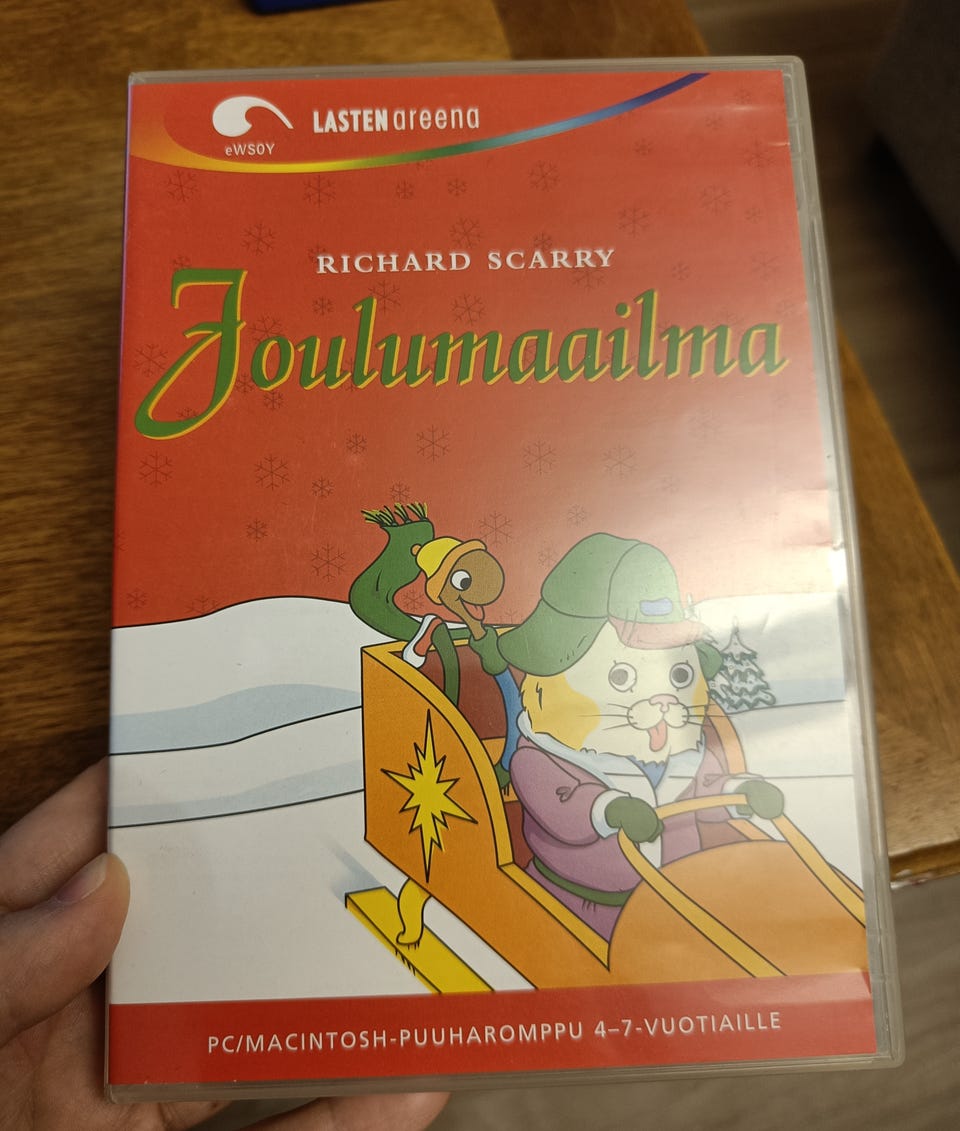 eWSOY
LASTENareena
RICHARD SCARRY
Joulumaailma
PC/MACINTOSH-PUUHAROMPPU 4–7-VUOTIAILLE